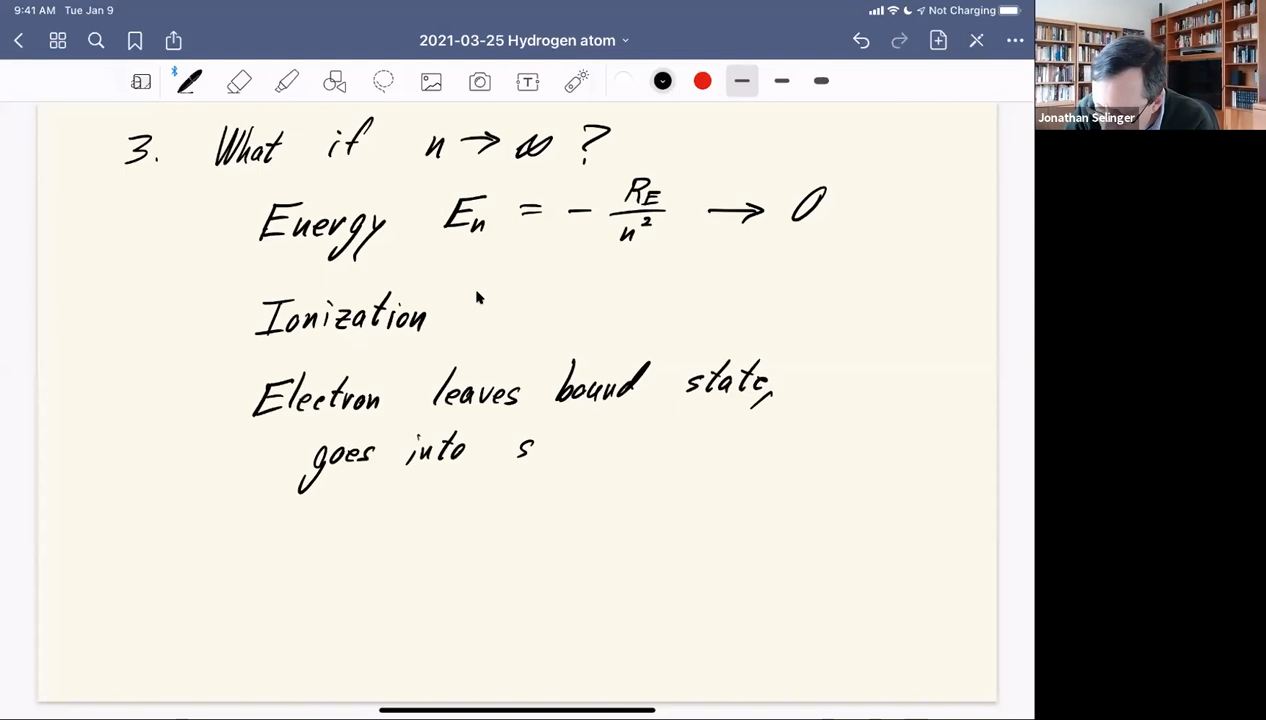 9:41 AM Tue Jan 9
Not Charging
2021-03-25 Hydrogen atom
Jonathan Selinger
3. What if n → ∞ ?
Energy E_n = - R_E / n² → 0
Ionization
Electron leaves bound state,
goes into s